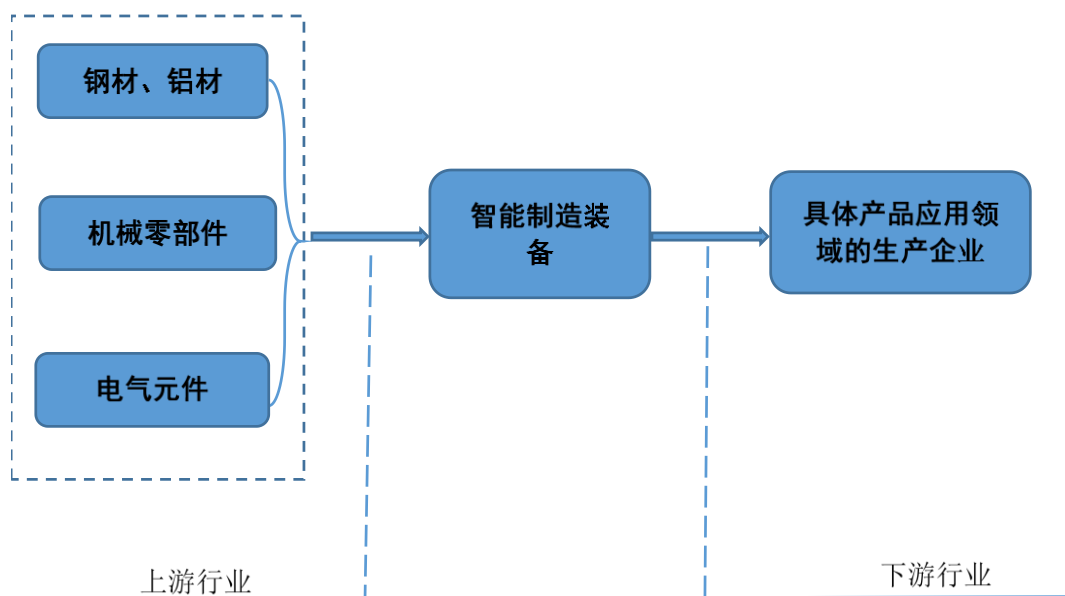 钢材、铝材
机械零部件
电气元件
智能制造装
备
具体产品应用领
域的生产企业
上游行业
下游行业